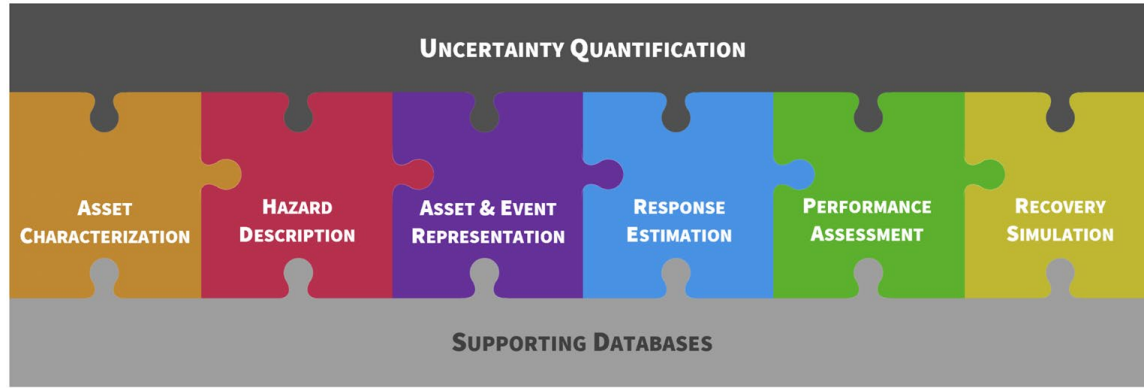 UNCERTAINTY QUANTIFICATION
ASSET
CHARACTERIZATION
HAZARD
DESCRIPTION
ASSET & EVENT
REPRESENTATION
RESPONSE
ESTIMATION
PERFORMANCE
ASSESSMENT
RECOVERY
SIMULATION
SUPPORTING DATABASES